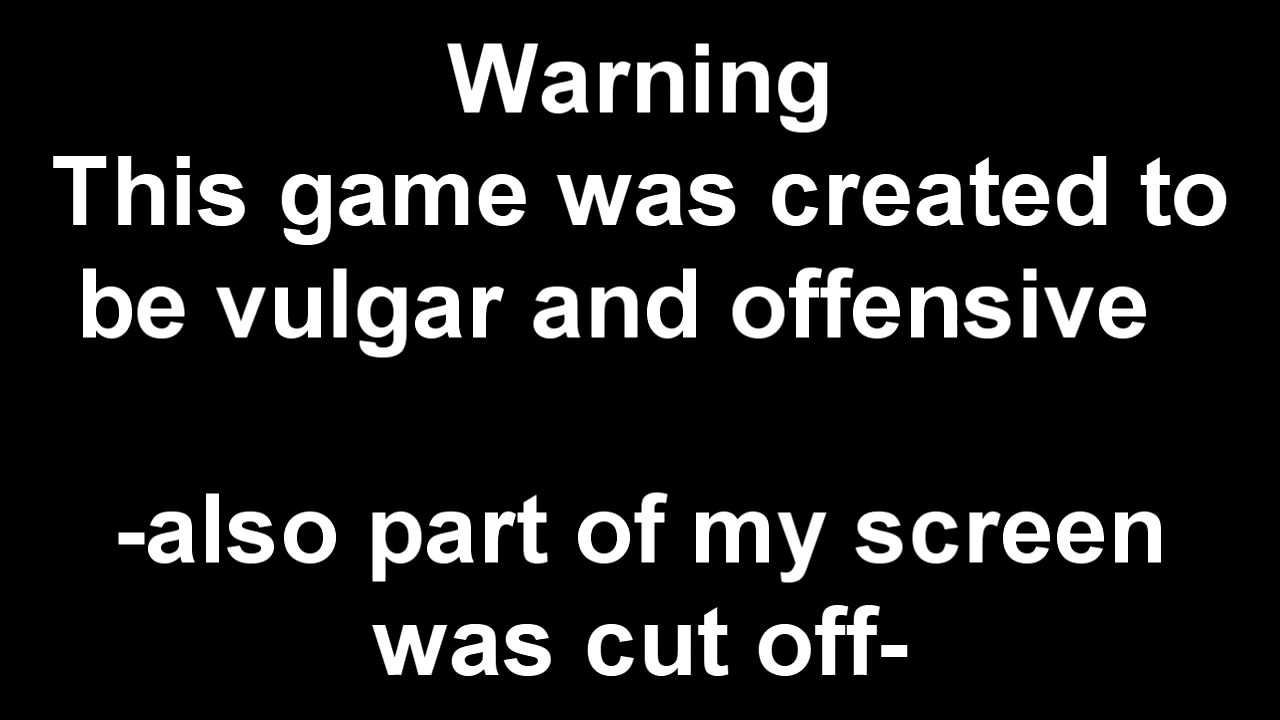 Warning
This game was created to
be vulgar and offensive
-also part of my screen
was cut off-